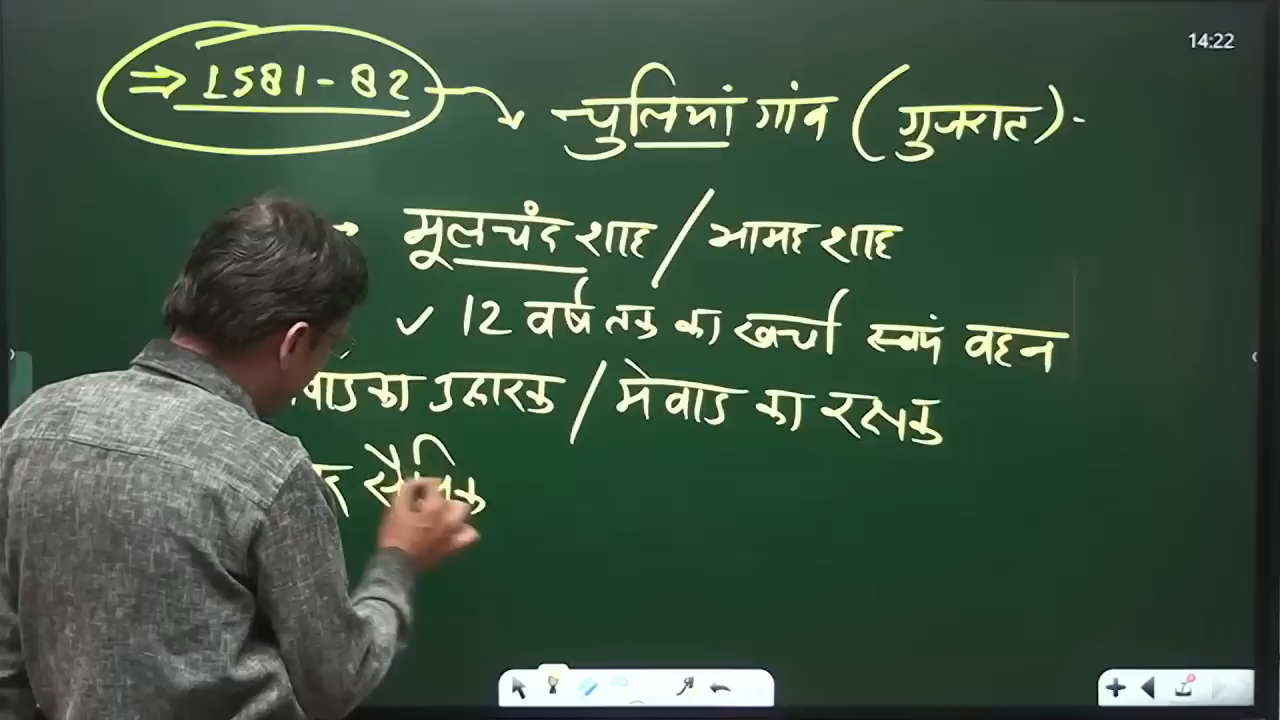 14:22
⇒ 1581-82 → चुलियां गांव (गुजरात)-
मूलचंद शाह / भामाशाह
✓ 12 वर्ष तक का खर्चा स्वयं वहन
का उद्धारक / मेवाड का रक्षक
सैनिक